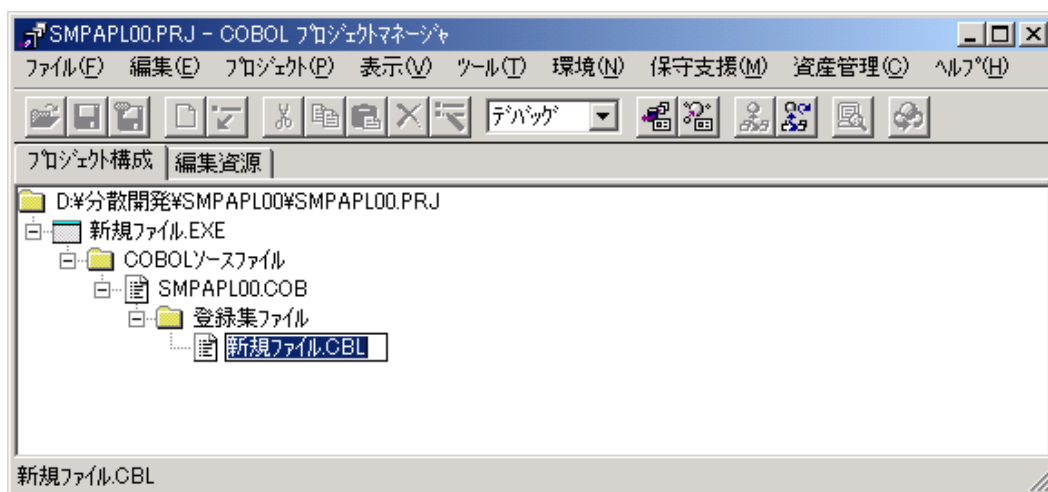 SMPAPL00.PRJ - COBOL ﾌﾟﾛｼﾞｪｸﾄﾏﾈｰｼﾞｬ
ﾌｧｲﾙ(F) 編集(E) ﾌﾟﾛｼﾞｪｸﾄ(P) 表示(V) ﾂｰﾙ(T) 環境(N) 保守支援(M) 資産管理(C) ﾍﾙﾌﾟ(H)
ﾃﾞﾊﾞｯｸﾞ
ﾌﾟﾛｼﾞｪｸﾄ構成 編集資源
D:¥分散開発¥SMPAPL00¥SMPAPL00.PRJ
新規ﾌｧｲﾙ.EXE
COBOLｿｰｽﾌｧｲﾙ
SMPAPL00.COB
登録集ﾌｧｲﾙ
新規ﾌｧｲﾙ.CBL
新規ﾌｧｲﾙ.CBL